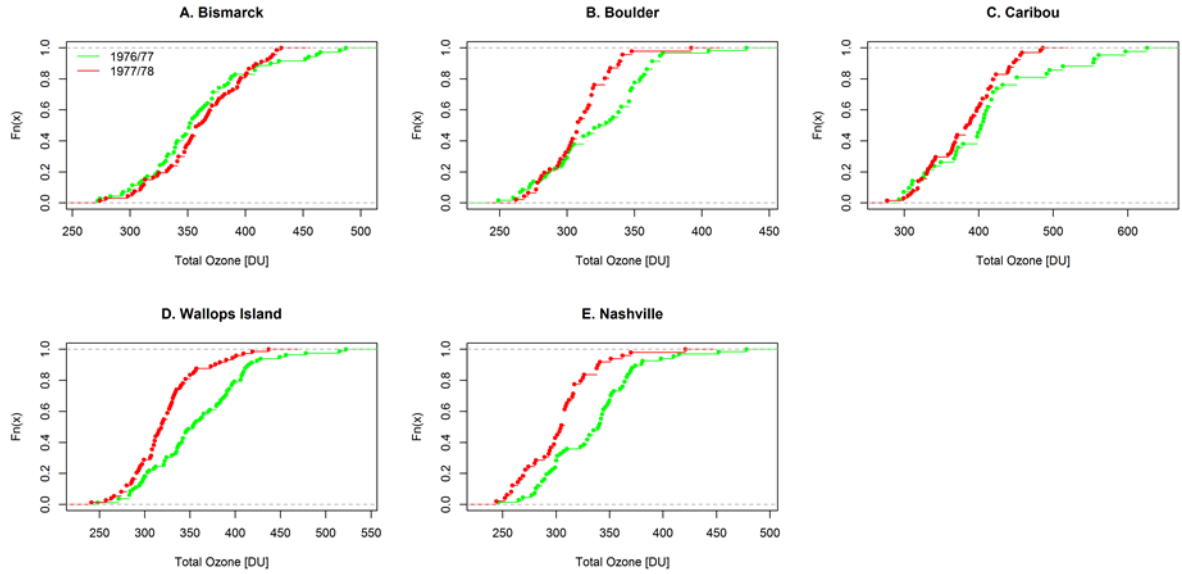 A. Bismarck
1976/77
1977/78
Fn(x)
0.0 0.2 0.4 0.6 0.8 1.0
250 300 350 400 450 500
Total Ozone [DU]
B. Boulder
Fn(x)
0.0 0.2 0.4 0.6 0.8 1.0
250 300 350 400 450
Total Ozone [DU]
C. Caribou
Fn(x)
0.0 0.2 0.4 0.6 0.8 1.0
300 400 500 600
Total Ozone [DU]
D. Wallops Island
Fn(x)
0.0 0.2 0.4 0.6 0.8 1.0
250 300 350 400 450 500 550
Total Ozone [DU]
E. Nashville
Fn(x)
0.0 0.2 0.4 0.6 0.8 1.0
250 300 350 400 450 500
Total Ozone [DU]